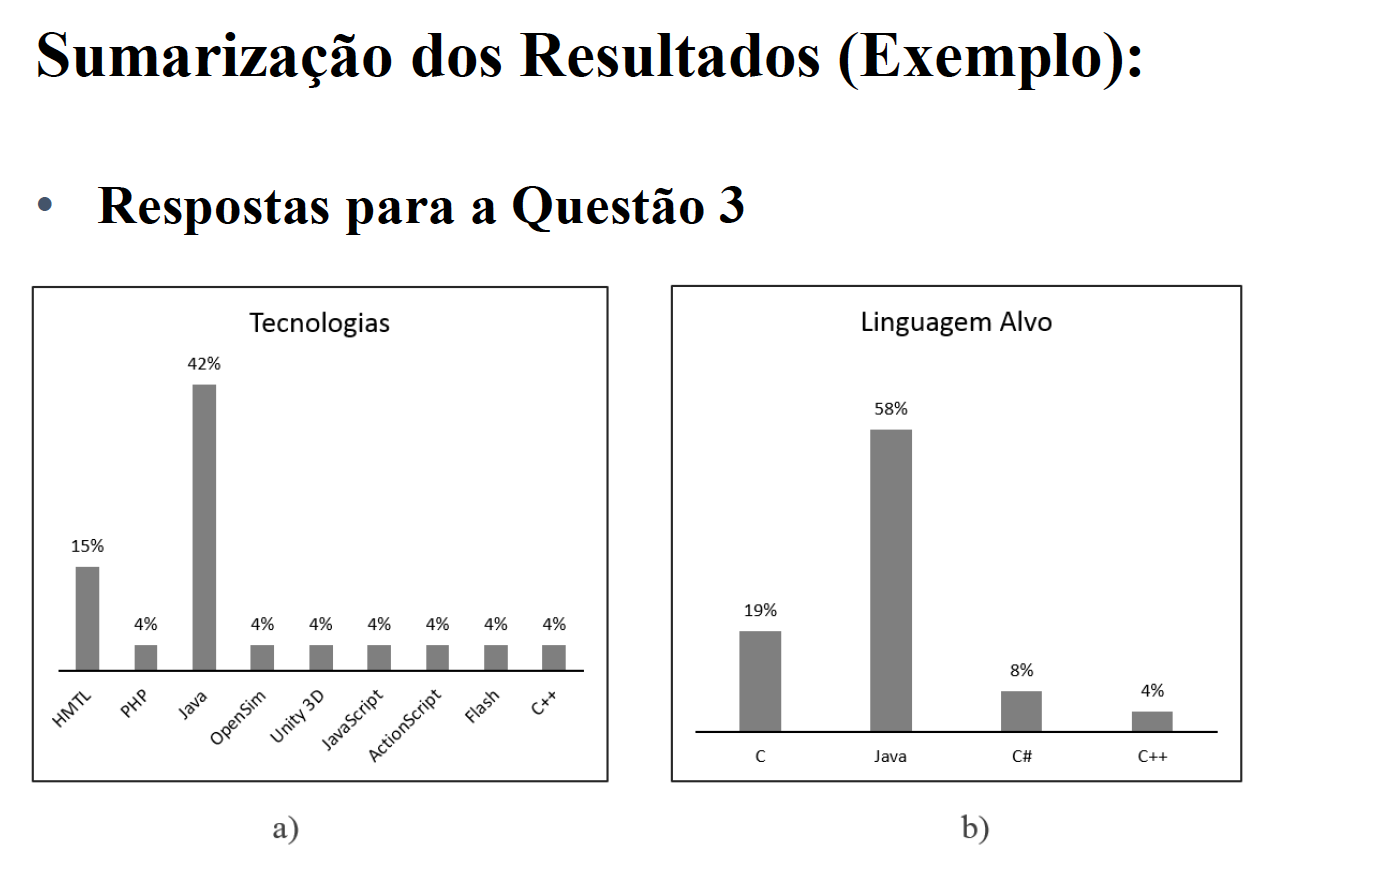 Sumarização dos Resultados (Exemplo):
• Respostas para a Questão 3
Tecnologias
42%
15%
4%
4%
4%
4%
4%
4%
4%
HMTL
PHP
Java
OpenSim
Unity 3D
JavaScript
ActionScript
Flash
C++
a)
Linguagem Alvo
58%
19%
8%
4%
C
Java
C#
C++
b)